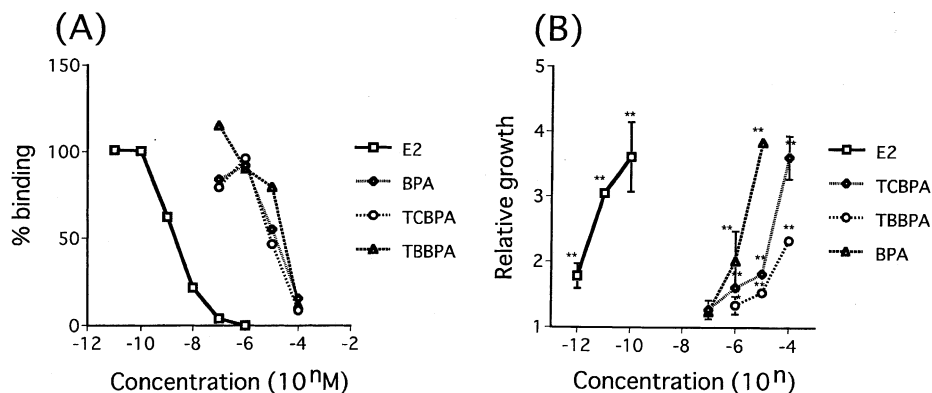 (A)
150
100
50
0
% binding
-12 -10 -8 -6 -4 -2
Concentration (10ⁿM)
E2
BPA
TCBPA
TBBPA
(B)
5
4
3
2
1
Relative growth
-12 -10 -8 -6 -4
Concentration (10ⁿ)
**
**
**
**
**
**
**
**
**
**
**
E2
TCBPA
TBBPA
BPA